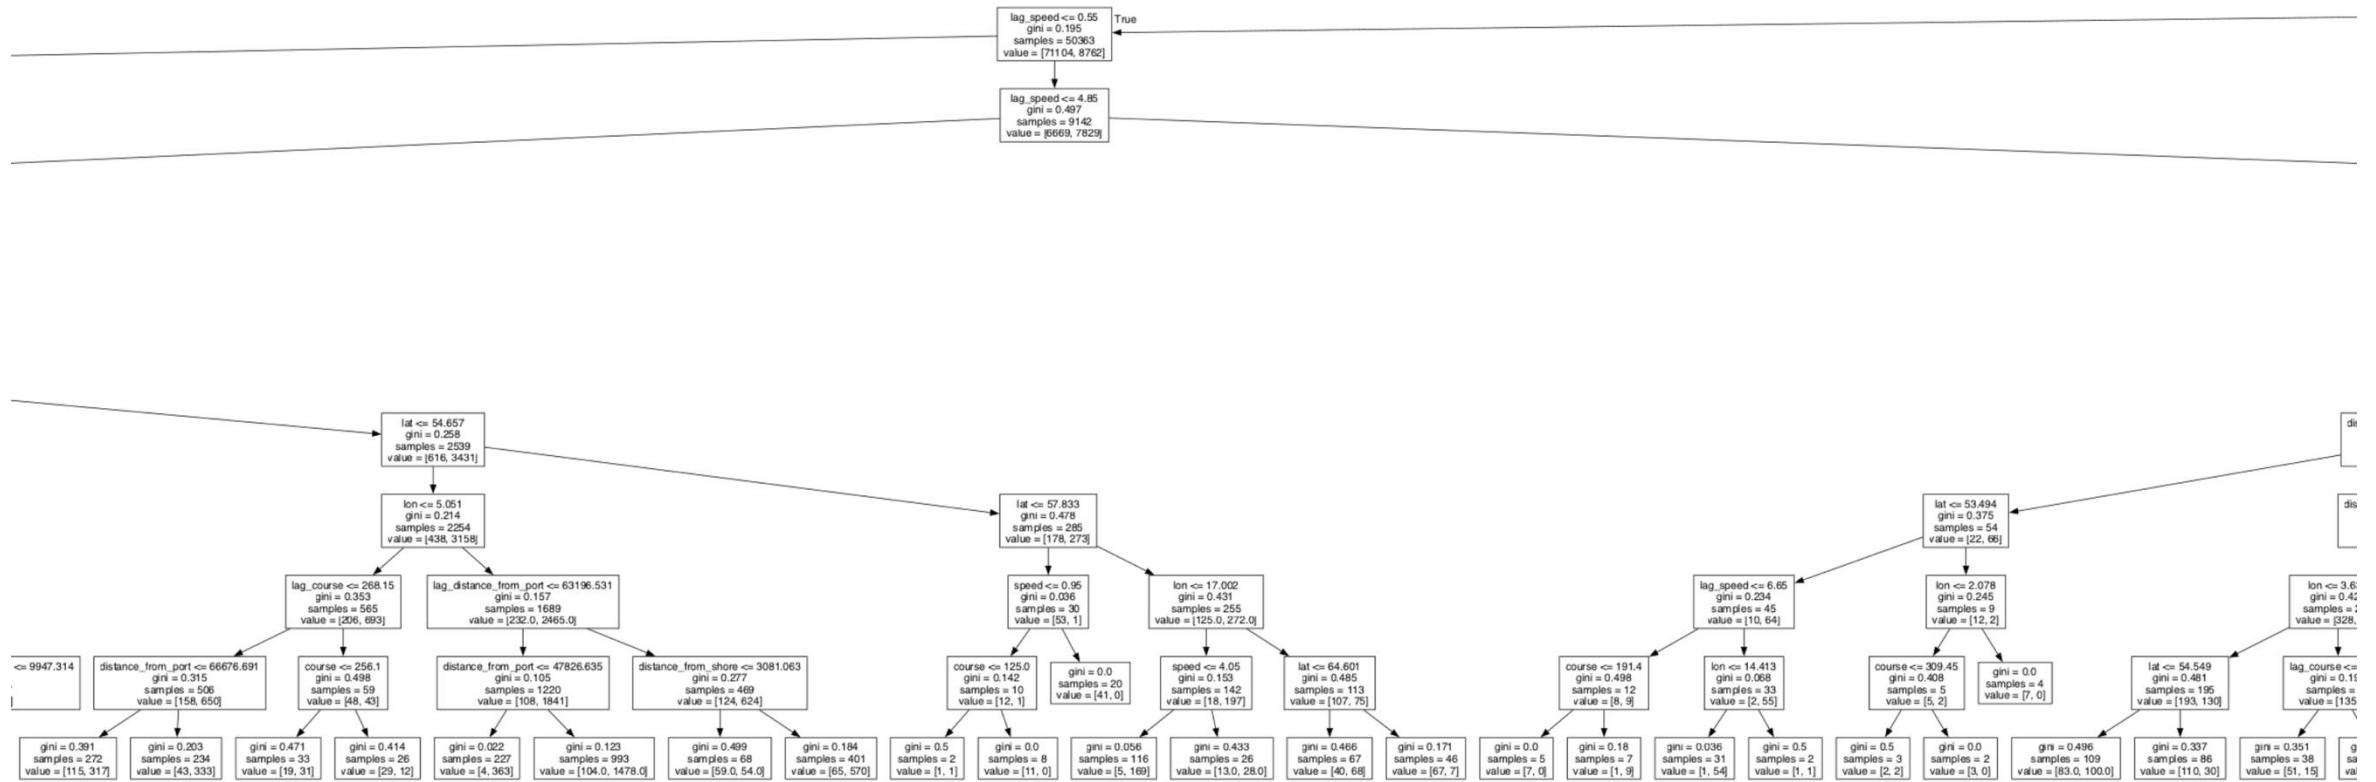 lag_speed <= 0.55
gini = 0.195
samples = 50363
value = [71104, 8762]
True
lag_speed <= 4.85
gini = 0.497
samples = 9142
value = [6669, 7829]
lat <= 54.657
gini = 0.258
samples = 2539
value = [616, 3431]
dis
lon <= 5.051
gini = 0.214
samples = 2254
value = [438, 3158]
lat <= 57.833
gini = 0.478
samples = 285
value = [178, 273]
lat <= 53.494
gini = 0.375
samples = 54
value = [22, 66]
dis
lag_course <= 268.15
gini = 0.353
samples = 565
value = [206, 693]
lag_distance_from_port <= 63196.531
gini = 0.157
samples = 1689
value = [232.0, 2465.0]
speed <= 0.95
gini = 0.036
samples = 30
value = [53, 1]
lon <= 17.002
gini = 0.431
samples = 255
value = [125.0, 272.0]
lag_speed <= 6.65
gini = 0.234
samples = 45
value = [10, 64]
lon <= 2.078
gini = 0.245
samples = 9
value = [12, 2]
lon <= 3.6
gini = 0.42
samples = 2
value = [328,
<= 9947.314
distance_from_port <= 66676.691
gini = 0.315
samples = 506
value = [158, 650]
course <= 256.1
gini = 0.498
samples = 59
value = [48, 43]
distance_from_port <= 47826.635
gini = 0.105
samples = 1220
value = [108, 1841]
distance_from_shore <= 3081.063
gini = 0.277
samples = 469
value = [124, 624]
course <= 125.0
gini = 0.142
samples = 10
value = [12, 1]
gini = 0.0
samples = 20
value = [41, 0]
speed <= 4.05
gini = 0.153
samples = 142
value = [18, 197]
lat <= 64.601
gini = 0.485
samples = 113
value = [107, 75]
course <= 191.4
gini = 0.498
samples = 12
value = [8, 9]
lon <= 14.413
gini = 0.068
samples = 33
value = [2, 55]
course <= 309.45
gini = 0.408
samples = 5
value = [5, 2]
gini = 0.0
samples = 4
value = [7, 0]
lat <= 54.549
gini = 0.481
samples = 195
value = [193, 130]
lag_course <=
gini = 0.19
samples =
value = [135
gini = 0.391
samples = 272
value = [115, 317]
gini = 0.203
samples = 234
value = [43, 333]
gini = 0.471
samples = 33
value = [19, 31]
gini = 0.414
samples = 26
value = [29, 12]
gini = 0.022
samples = 227
value = [4, 363]
gini = 0.123
samples = 993
value = [104.0, 1478.0]
gini = 0.499
samples = 68
value = [59.0, 54.0]
gini = 0.184
samples = 401
value = [65, 570]
gini = 0.5
samples = 2
value = [1, 1]
gini = 0.0
samples = 8
value = [11, 0]
gini = 0.056
samples = 116
value = [5, 169]
gini = 0.433
samples = 26
value = [13.0, 28.0]
gini = 0.466
samples = 67
value = [40, 68]
gini = 0.171
samples = 46
value = [67, 7]
gini = 0.0
samples = 5
value = [7, 0]
gini = 0.18
samples = 7
value = [1, 9]
gini = 0.036
samples = 31
value = [1, 54]
gini = 0.5
samples = 2
value = [1, 1]
gini = 0.5
samples = 3
value = [2, 2]
gini = 0.0
samples = 2
value = [3, 0]
gini = 0.496
samples = 109
value = [83.0, 100.0]
gini = 0.337
samples = 86
value = [110, 30]
gini = 0.351
samples = 38
value = [51, 15]